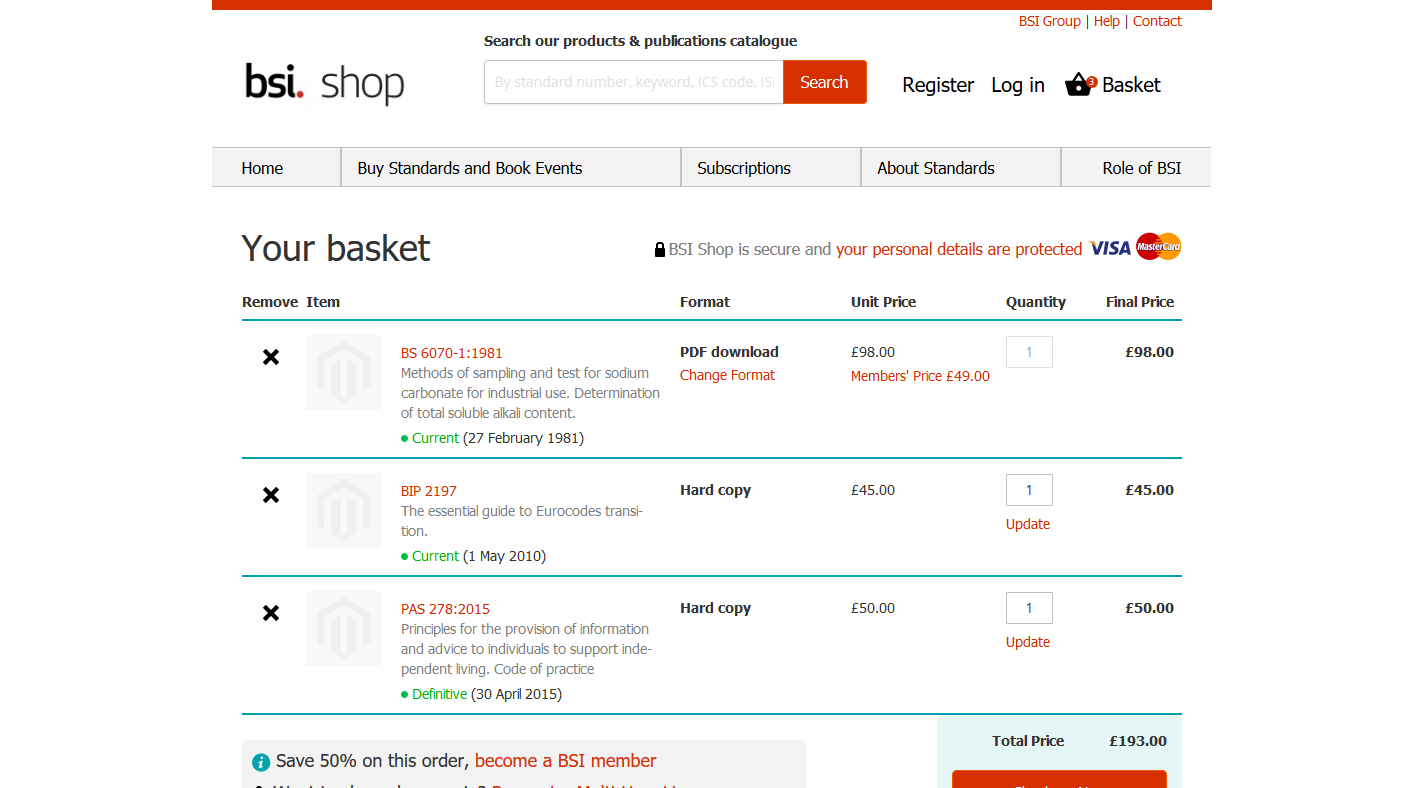 BSI Group | Help | Contact
Search our products & publications catalogue
bsi. shop
By standard number, keyword, ICS code, ISI
Search
Register
Log in
3
Basket
Home
Buy Standards and Book Events
Subscriptions
About Standards
Role of BSI
Your basket
BSI Shop is secure and your personal details are protected
VISA
MasterCard
Remove Item Format Unit Price Quantity Final Price
BS 6070-1:1981
Methods of sampling and test for sodium
carbonate for industrial use. Determination
of total soluble alkali content.
Current (27 February 1981)
PDF download
Change Format
£98.00
Members' Price £49.00
1
£98.00
BIP 2197
The essential guide to Eurocodes transi-
tion.
Current (1 May 2010)
Hard copy
£45.00
1
Update
£45.00
PAS 278:2015
Principles for the provision of information
and advice to individuals to support inde-
pendent living. Code of practice
Definitive (30 April 2015)
Hard copy
£50.00
1
Update
£50.00
Total Price £193.00
Save 50% on this order, become a BSI member